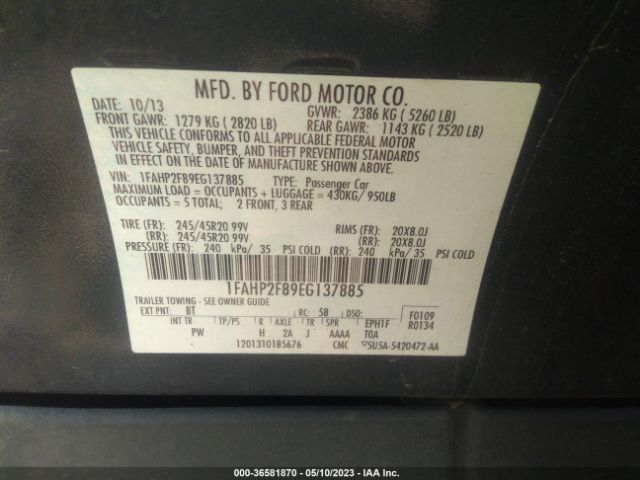 MFD. BY FORD MOTOR CO.
DATE: 10/13 GVWR: 2386 KG ( 5260 LB)
FRONT GAWR: 1279 KG ( 2820 LB) REAR GAWR: 1143 KG ( 2520 LB)
THIS VEHICLE CONFORMS TO ALL APPLICABLE FEDERAL MOTOR
VEHICLE SAFETY, BUMPER, AND THEFT PREVENTION STANDARDS
IN EFFECT ON THE DATE OF MANUFACTURE SHOWN ABOVE.
VIN: 1FAHP2F89EG137885 TYPE: Passenger Car
MAXIMUM LOAD = OCCUPANTS + LUGGAGE = 430KG/ 950LB
OCCUPANTS = 5 TOTAL; 2 FRONT, 3 REAR
TIRE (FR): 245/45R20 99V RIMS (FR): 20X8.0J
(RR): 245/45R20 99V (RR): 20X8.0J
PRESSURE (FR): 240 kPa/ 35 PSI COLD (RR): 240 kPa/ 35 PSI COLD
1FAHP2F89EG137885
TRAILER TOWING - SEE OWNER GUIDE
EXT PNT: BT RC: 58 F0109
INT TR TP/PS R AXLE TR SPR EPH1F R0134
PW H 2A J AAAA TOA
1201310185676 CMC 5U5A-5420472-AA
000-36581870 - 05/10/2023 - IAA Inc.